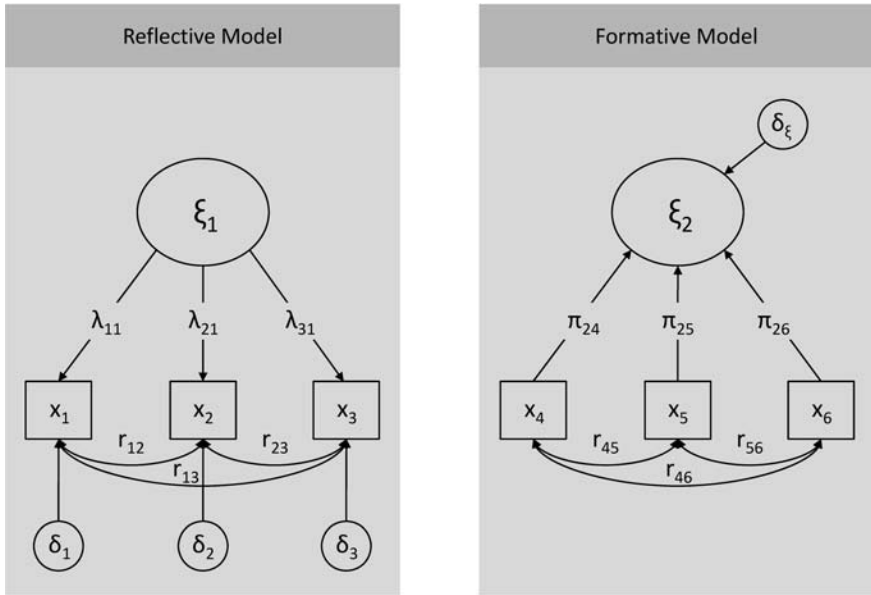 Reflective Model
ξ₁
λ₁₁ λ₂₁ λ₃₁
x₁ x₂ x₃
r₁₂ r₂₃
r₁₃
δ₁ δ₂ δ₃
Formative Model
δ_ξ
ξ₂
π₂₄ π₂₅ π₂₆
x₄ x₅ x₆
r₄₅ r₅₆
r₄₆